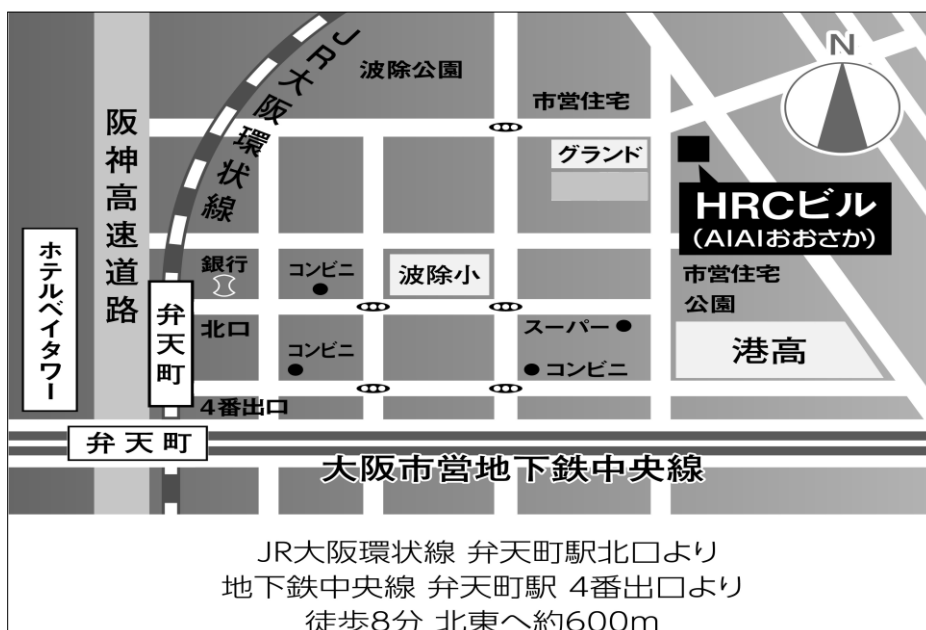 JR大阪環状線
波除公園
N
市営住宅
阪神高速道路
グランド
HRCビル
(AIAIおおさか)
ホテルベイタワー
銀行
コンビニ
波除小
市営住宅
公園
弁天町
北口
スーパー
港高
コンビニ
コンビニ
4番出口
弁天町
大阪市営地下鉄中央線
JR大阪環状線 弁天町駅北口より
地下鉄中央線 弁天町駅 4番出口より
徒歩8分 北東へ約600m